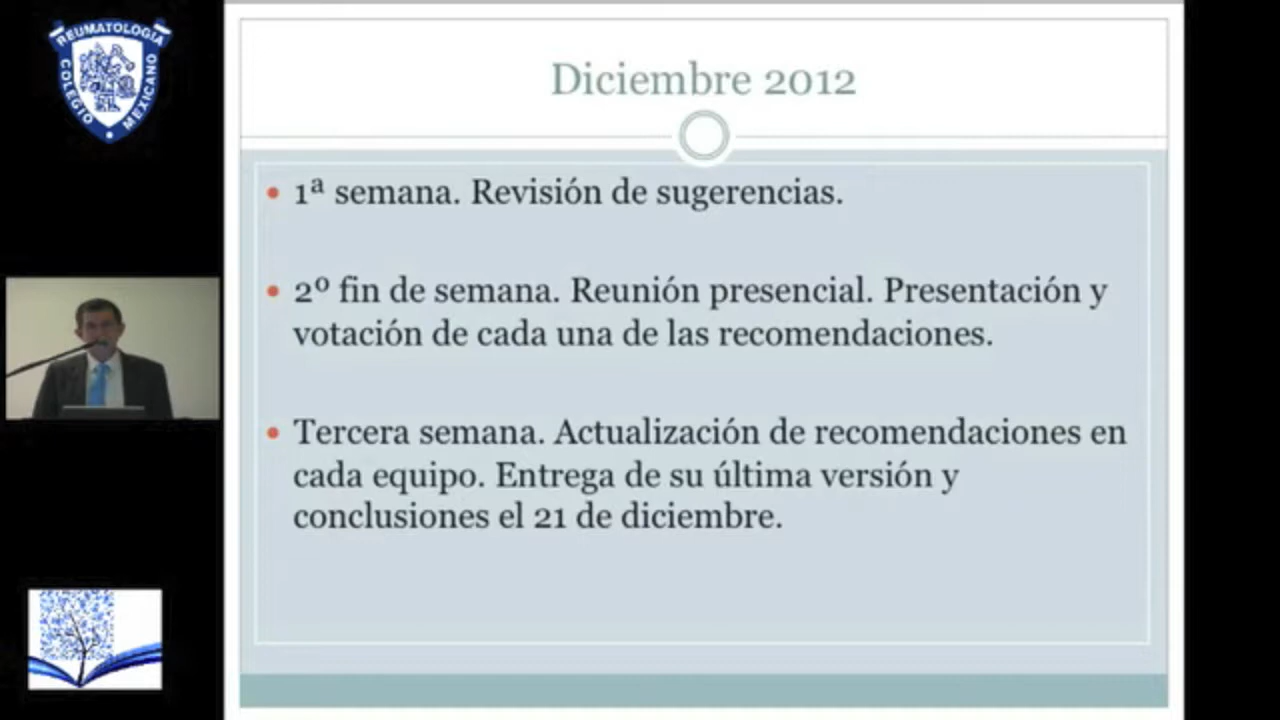 REUMATOLOGIA
COLEGIO
MEXICANO
Diciembre 2012
• 1ª semana. Revisión de sugerencias.
• 2º fin de semana. Reunión presencial. Presentación y
votación de cada una de las recomendaciones.
• Tercera semana. Actualización de recomendaciones en
cada equipo. Entrega de su última versión y
conclusiones el 21 de diciembre.